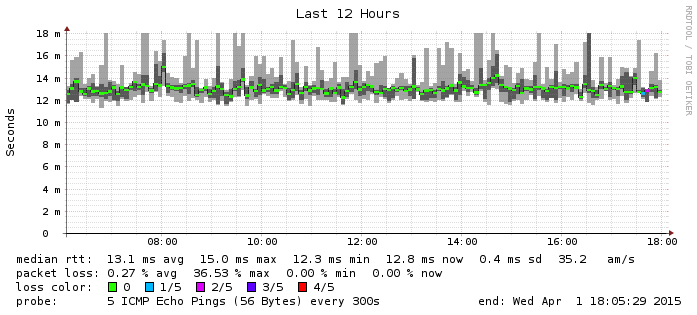 Last 12 Hours
RRDTOOL / TOBI OETIKER
Seconds
18 m
16 m
14 m
12 m
10 m
8 m
6 m
4 m
2 m
0
08:00 10:00 12:00 14:00 16:00 18:00
median rtt: 13.1 ms avg 15.0 ms max 12.3 ms min 12.8 ms now 0.4 ms sd 35.2 am/s
packet loss: 0.27 % avg 36.53 % max 0.00 % min 0.00 % now
loss color: 0 1/5 2/5 3/5 4/5
probe: 5 ICMP Echo Pings (56 Bytes) every 300s end: Wed Apr 1 18:05:29 2015